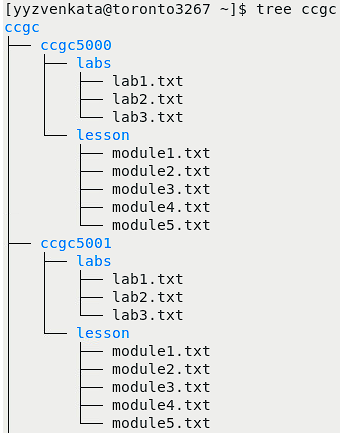 [yyzvenkata@toronto3267 ~]$ tree ccgc
ccgc
├── ccgc5000
│   ├── labs
│   │   ├── lab1.txt
│   │   ├── lab2.txt
│   │   └── lab3.txt
│   └── lesson
│       ├── module1.txt
│       ├── module2.txt
│       ├── module3.txt
│       ├── module4.txt
│       └── module5.txt
├── ccgc5001
│   ├── labs
│   │   ├── lab1.txt
│   │   ├── lab2.txt
│   │   └── lab3.txt
│   └── lesson
│       ├── module1.txt
│       ├── module2.txt
│       ├── module3.txt
│       ├── module4.txt
│       └── module5.txt